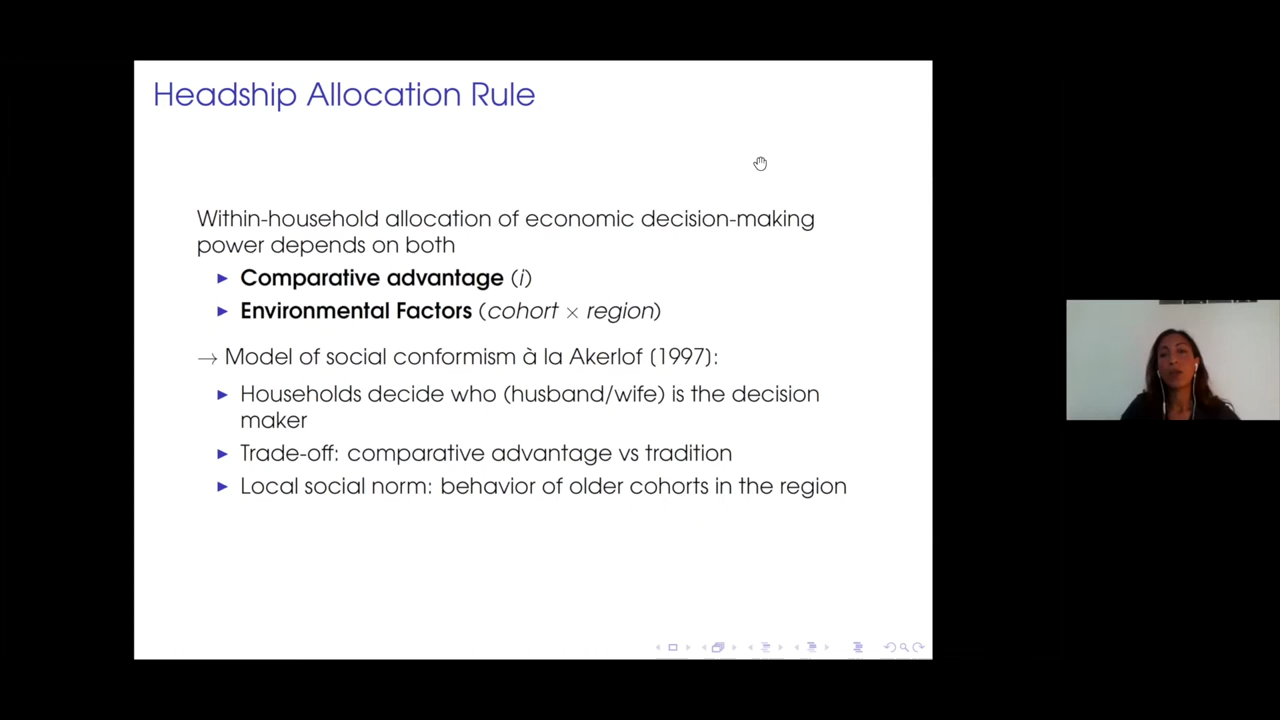 Headship Allocation Rule
Within-household allocation of economic decision-making
power depends on both
▶ Comparative advantage (i)
▶ Environmental Factors (cohort × region)
→ Model of social conformism à la Akerlof (1997):
▶ Households decide who (husband/wife) is the decision
maker
▶ Trade-off: comparative advantage vs tradition
▶ Local social norm: behavior of older cohorts in the region